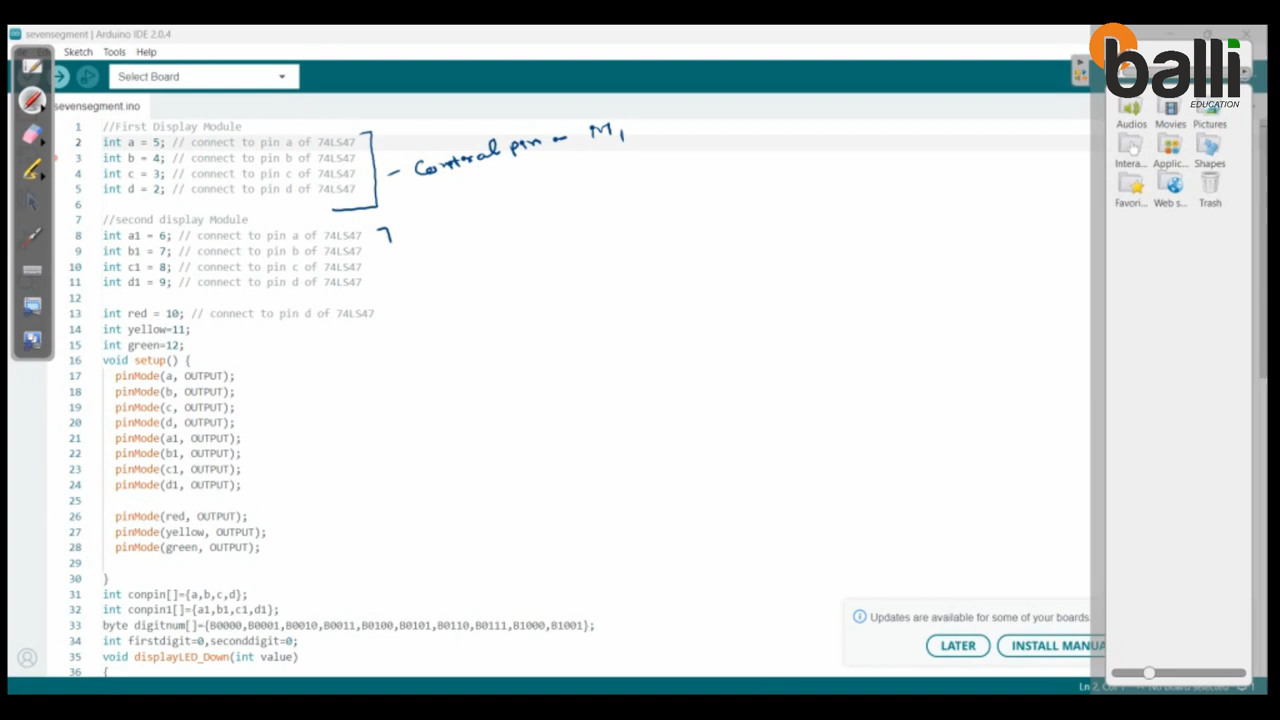 sevensegment | Arduino IDE 2.0.4
Sketch Tools Help
Select Board
sevensegment.ino
balli
EDUCATION
1 //First Display Module
2 int a = 5; // connect to pin a of 74LS47
3 int b = 4; // connect to pin b of 74LS47
4 int c = 3; // connect to pin c of 74LS47
5 int d = 2; // connect to pin d of 74LS47
6
- Conteral pin - M1
7 //second display Module
8 int a1 = 6; // connect to pin a of 74LS47
9 int b1 = 7; // connect to pin b of 74LS47
10 int c1 = 8; // connect to pin c of 74LS47
11 int d1 = 9; // connect to pin d of 74LS47
12
13 int red = 10; // connect to pin d of 74LS47
14 int yellow=11;
15 int green=12;
16 void setup() {
17 pinMode(a, OUTPUT);
18 pinMode(b, OUTPUT);
19 pinMode(c, OUTPUT);
20 pinMode(d, OUTPUT);
21 pinMode(a1, OUTPUT);
22 pinMode(b1, OUTPUT);
23 pinMode(c1, OUTPUT);
24 pinMode(d1, OUTPUT);
25
26 pinMode(red, OUTPUT);
27 pinMode(yellow, OUTPUT);
28 pinMode(green, OUTPUT);
29
30 }
31 int conpin[]={a,b,c,d};
32 int conpin1[]={a1,b1,c1,d1};
33 byte digitnum[]={B0000,B0001,B0010,B0011,B0100,B0101,B0110,B0111,B1000,B1001};
34 int firstdigit=0,seconddigit=0;
35 void displayLED_Down(int value)
36 {
Audios Movies Pictures
Intera... Applic... Shapes
Favori... Web s... Trash
Updates are available for some of your boards.
LATER INSTALL MANUA